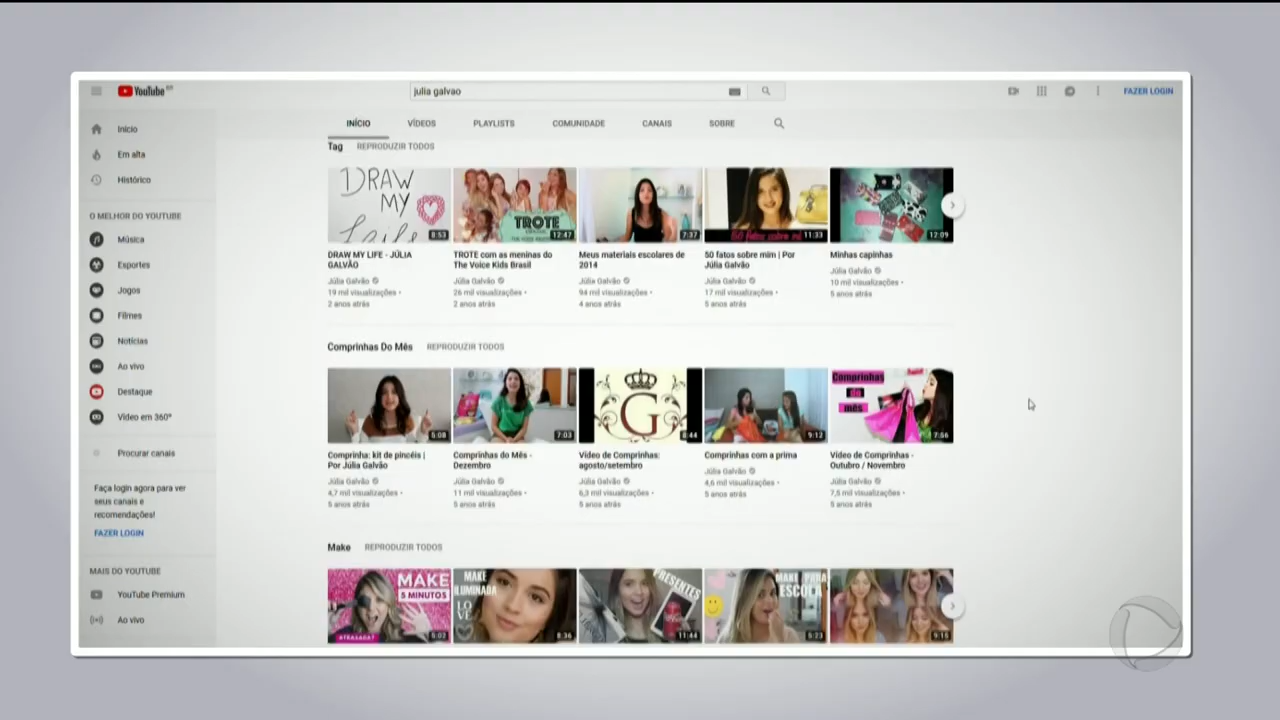 YouTube BR
julia galvao
FAZER LOGIN
INÍCIO VÍDEOS PLAYLISTS COMUNIDADE CANAIS SOBRE
Início
Em alta
Histórico
O MELHOR DO YOUTUBE
Música
Esportes
Jogos
Filmes
Notícias
Ao vivo
Destaque
Vídeo em 360°
Procurar canais
Faça login agora para ver
seus canais e
recomendações!
FAZER LOGIN
MAIS DO YOUTUBE
YouTube Premium
Ao vivo
Tag REPRODUZIR TODOS
DRAW
MY
Life
8:53
TROTE
12:47
7:37
50 fatos sobre mim
11:33
12:09
DRAW MY LIFE - JÚLIA
GALVÃO
Júlia Galvão
19 mil visualizações •
2 anos atrás
TROTE com as meninas do
The Voice Kids Brasil
Júlia Galvão
26 mil visualizações •
2 anos atrás
Meus materiais escolares de
2014
Júlia Galvão
94 mil visualizações •
4 anos atrás
50 fatos sobre mim | Por
Júlia Galvão
Júlia Galvão
17 mil visualizações •
5 anos atrás
Minhas capinhas
Júlia Galvão
10 mil visualizações •
5 anos atrás
Comprinhas Do Mês REPRODUZIR TODOS
5:08
7:03
G
8:44
9:12
Comprinhas
do
mês
7:56
Comprinha: kit de pincéis |
Por Júlia Galvão
Júlia Galvão
4,7 mil visualizações •
5 anos atrás
Comprinhas do Mês -
Dezembro
Júlia Galvão
11 mil visualizações •
5 anos atrás
Vídeo de Comprinhas:
agosto/setembro
Júlia Galvão
6,3 mil visualizações •
5 anos atrás
Comprinhas com a prima
Júlia Galvão
4,6 mil visualizações •
5 anos atrás
Vídeo de Comprinhas -
Outubro / Novembro
Júlia Galvão
7,5 mil visualizações •
5 anos atrás
Make REPRODUZIR TODOS
MAKE
5 MINUTOS
ATRASADA?
5:02
MAKE
ILUMINADA
LO
VE
8:36
PRESENTES
11:44
MAKE PARA
ESCOLA
5:23
9:15